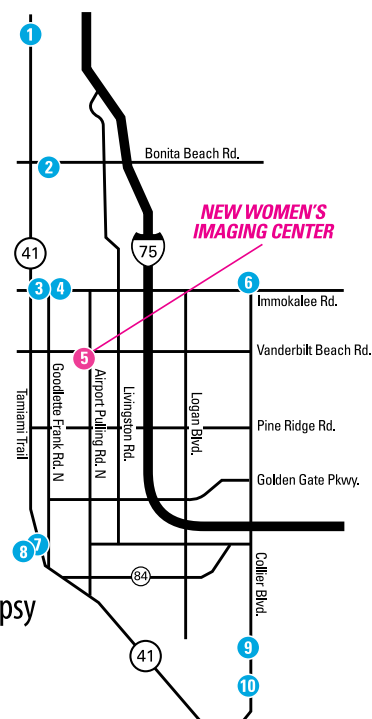 1
Bonita Beach Rd.
2
NEW WOMEN'S
IMAGING CENTER
41
75
3
4
6
Immokalee Rd.
5
Vanderbilt Beach Rd.
Tamiami Trail
Goodlette Frank Rd. N
Airport Pulling Rd. N
Livingston Rd.
Logan Blvd.
Pine Ridge Rd.
Golden Gate Pkwy.
8
7
84
Collier Blvd.
psy
41
9
10